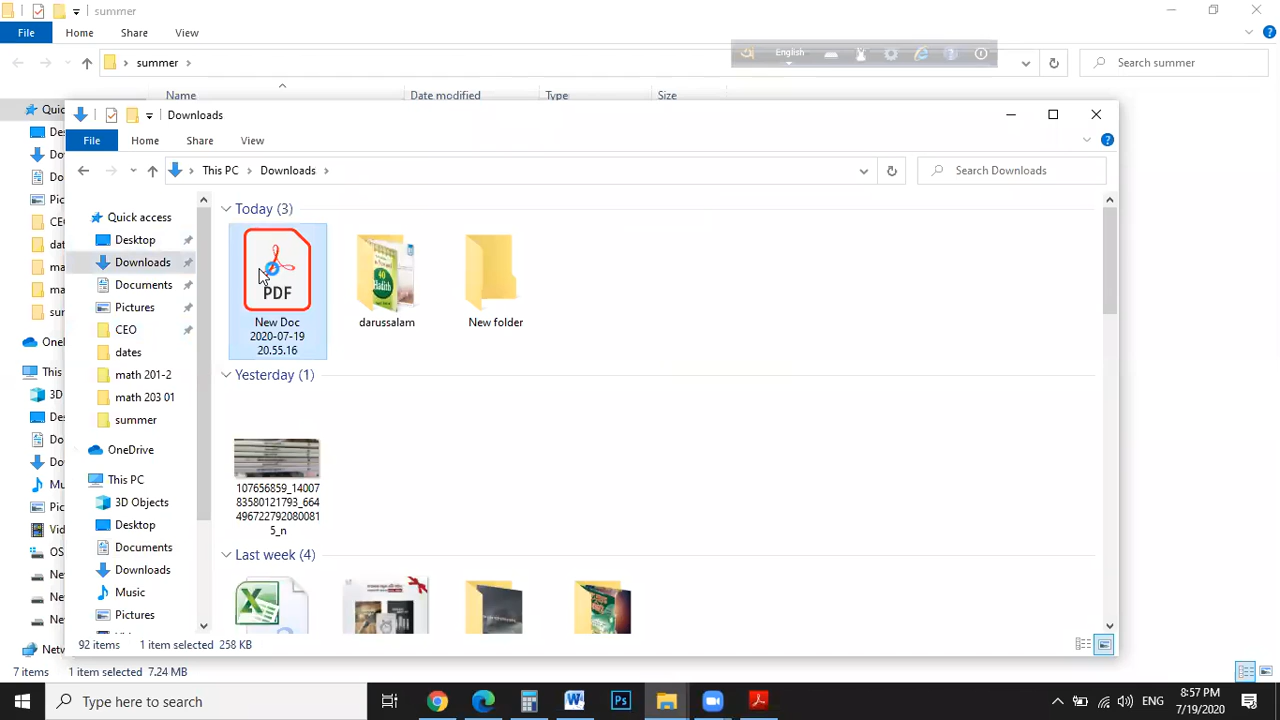 summer
File Home Share View
summer
English
Search summer
Name Date modified Type Size
Downloads
File Home Share View
This PC Downloads
Search Downloads
Quick access
Desktop
Downloads
Documents
Pictures
CEO
dates
math 201-2
math 203 01
summer
OneDrive
This PC
3D Objects
Desktop
Documents
Downloads
Music
Pictures
Today (3)
PDF
New Doc
2020-07-19
20.55.16
40
Hadith
darussalam
New folder
Yesterday (1)
107656859_14007
83580121793_664
496722792080081
5_n
Last week (4)
92 items 1 item selected 258 KB
7 items 1 item selected 7.24 MB
Type here to search
ENG
8:57 PM
7/19/2020